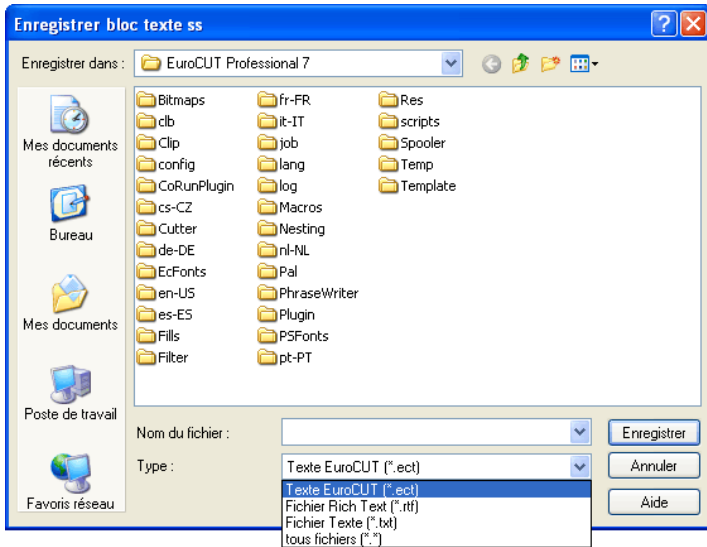 Enregistrer bloc texte ss
Enregistrer dans :
EuroCUT Professional 7
Mes documents
récents
Bureau
Mes documents
Poste de travail
Favoris réseau
Bitmaps
clb
Clip
config
CoRunPlugin
cs-CZ
Cutter
de-DE
EcFonts
en-US
es-ES
Fills
Filter
fr-FR
it-IT
job
lang
log
Macros
Nesting
nl-NL
Pal
PhraseWriter
Plugin
PSFonts
pt-PT
Res
scripts
Spooler
Temp
Template
Nom du fichier :
Enregistrer
Type :
Texte EuroCUT (*.ect)
Annuler
Texte EuroCUT (*.ect)
Fichier Rich Text (*.rtf)
Fichier Texte (*.txt)
tous fichiers (*.*)
Aide